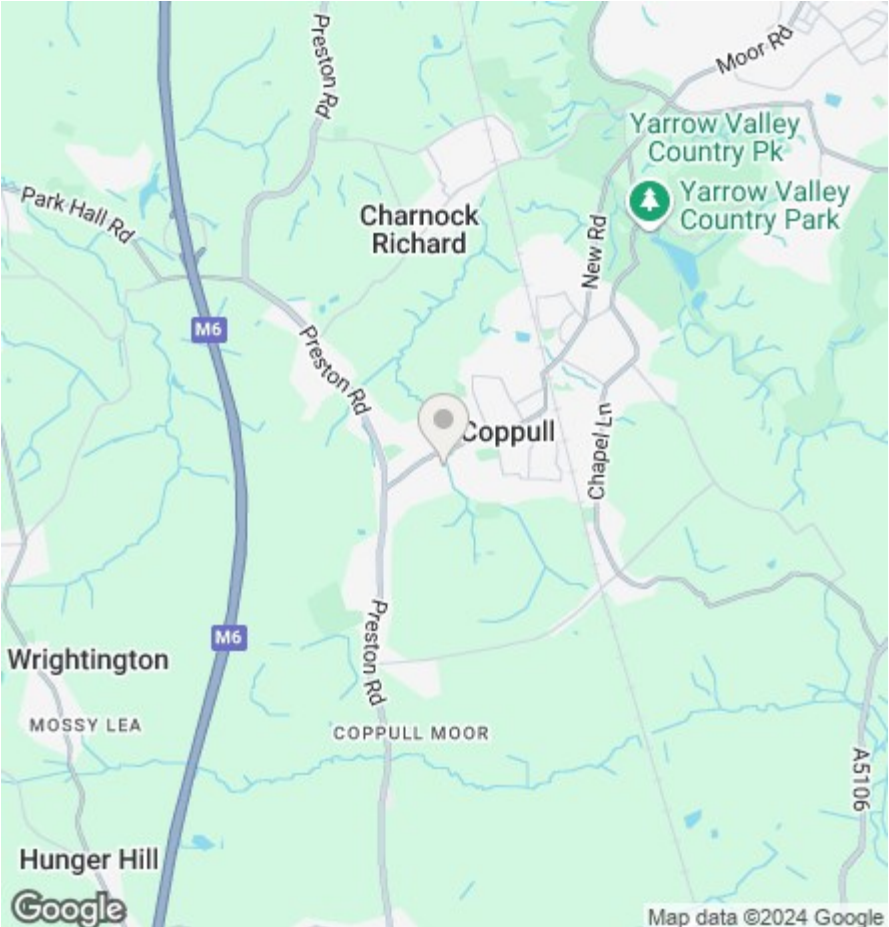 Preston Rd
Moor Rd
Yarrow Valley
Country Pk
Yarrow Valley
Country Park
Park Hall Rd
Charnock
Richard
New Rd
M6
Preston Rd
Coppull
Chapel Ln
Preston Rd
M6
Wrightington
MOSSY LEA
COPPULL MOOR
A5106
Hunger Hill
Google
Map data ©2024 Google